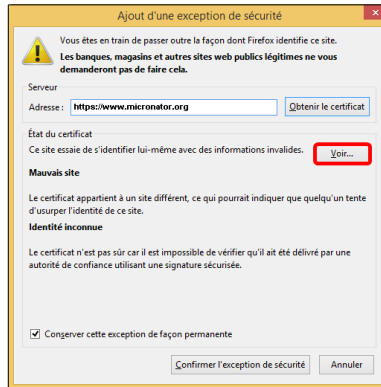 Ajout d'une exception de sécurité
Vous êtes en train de passer outre la façon dont Firefox identifie ce site.
Les banques, magasins et autres sites web publics légitimes ne vous
demanderont pas de faire cela.
Serveur
Adresse : https://www.micronator.org Obtenir le certificat
État du certificat
Ce site essaie de s'identifier lui-même avec des informations invalides. Voir...
Mauvais site
Le certificat appartient à un site différent, ce qui pourrait indiquer que quelqu'un tente
d'usurper l'identité de ce site.
Identité inconnue
Le certificat n'est pas sûr car il est impossible de vérifier qu'il ait été délivré par une
autorité de confiance utilisant une signature sécurisée.
Conserver cette exception de façon permanente
Confirmer l'exception de sécurité Annuler